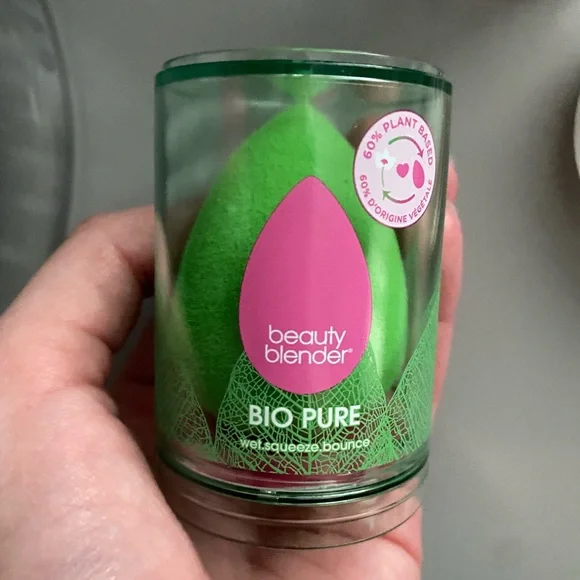 60% PLANT BASED
60% D'ORIGINE VÉGÉTALE
beauty
blender®
BIO PURE
wet.squeeze.bounce